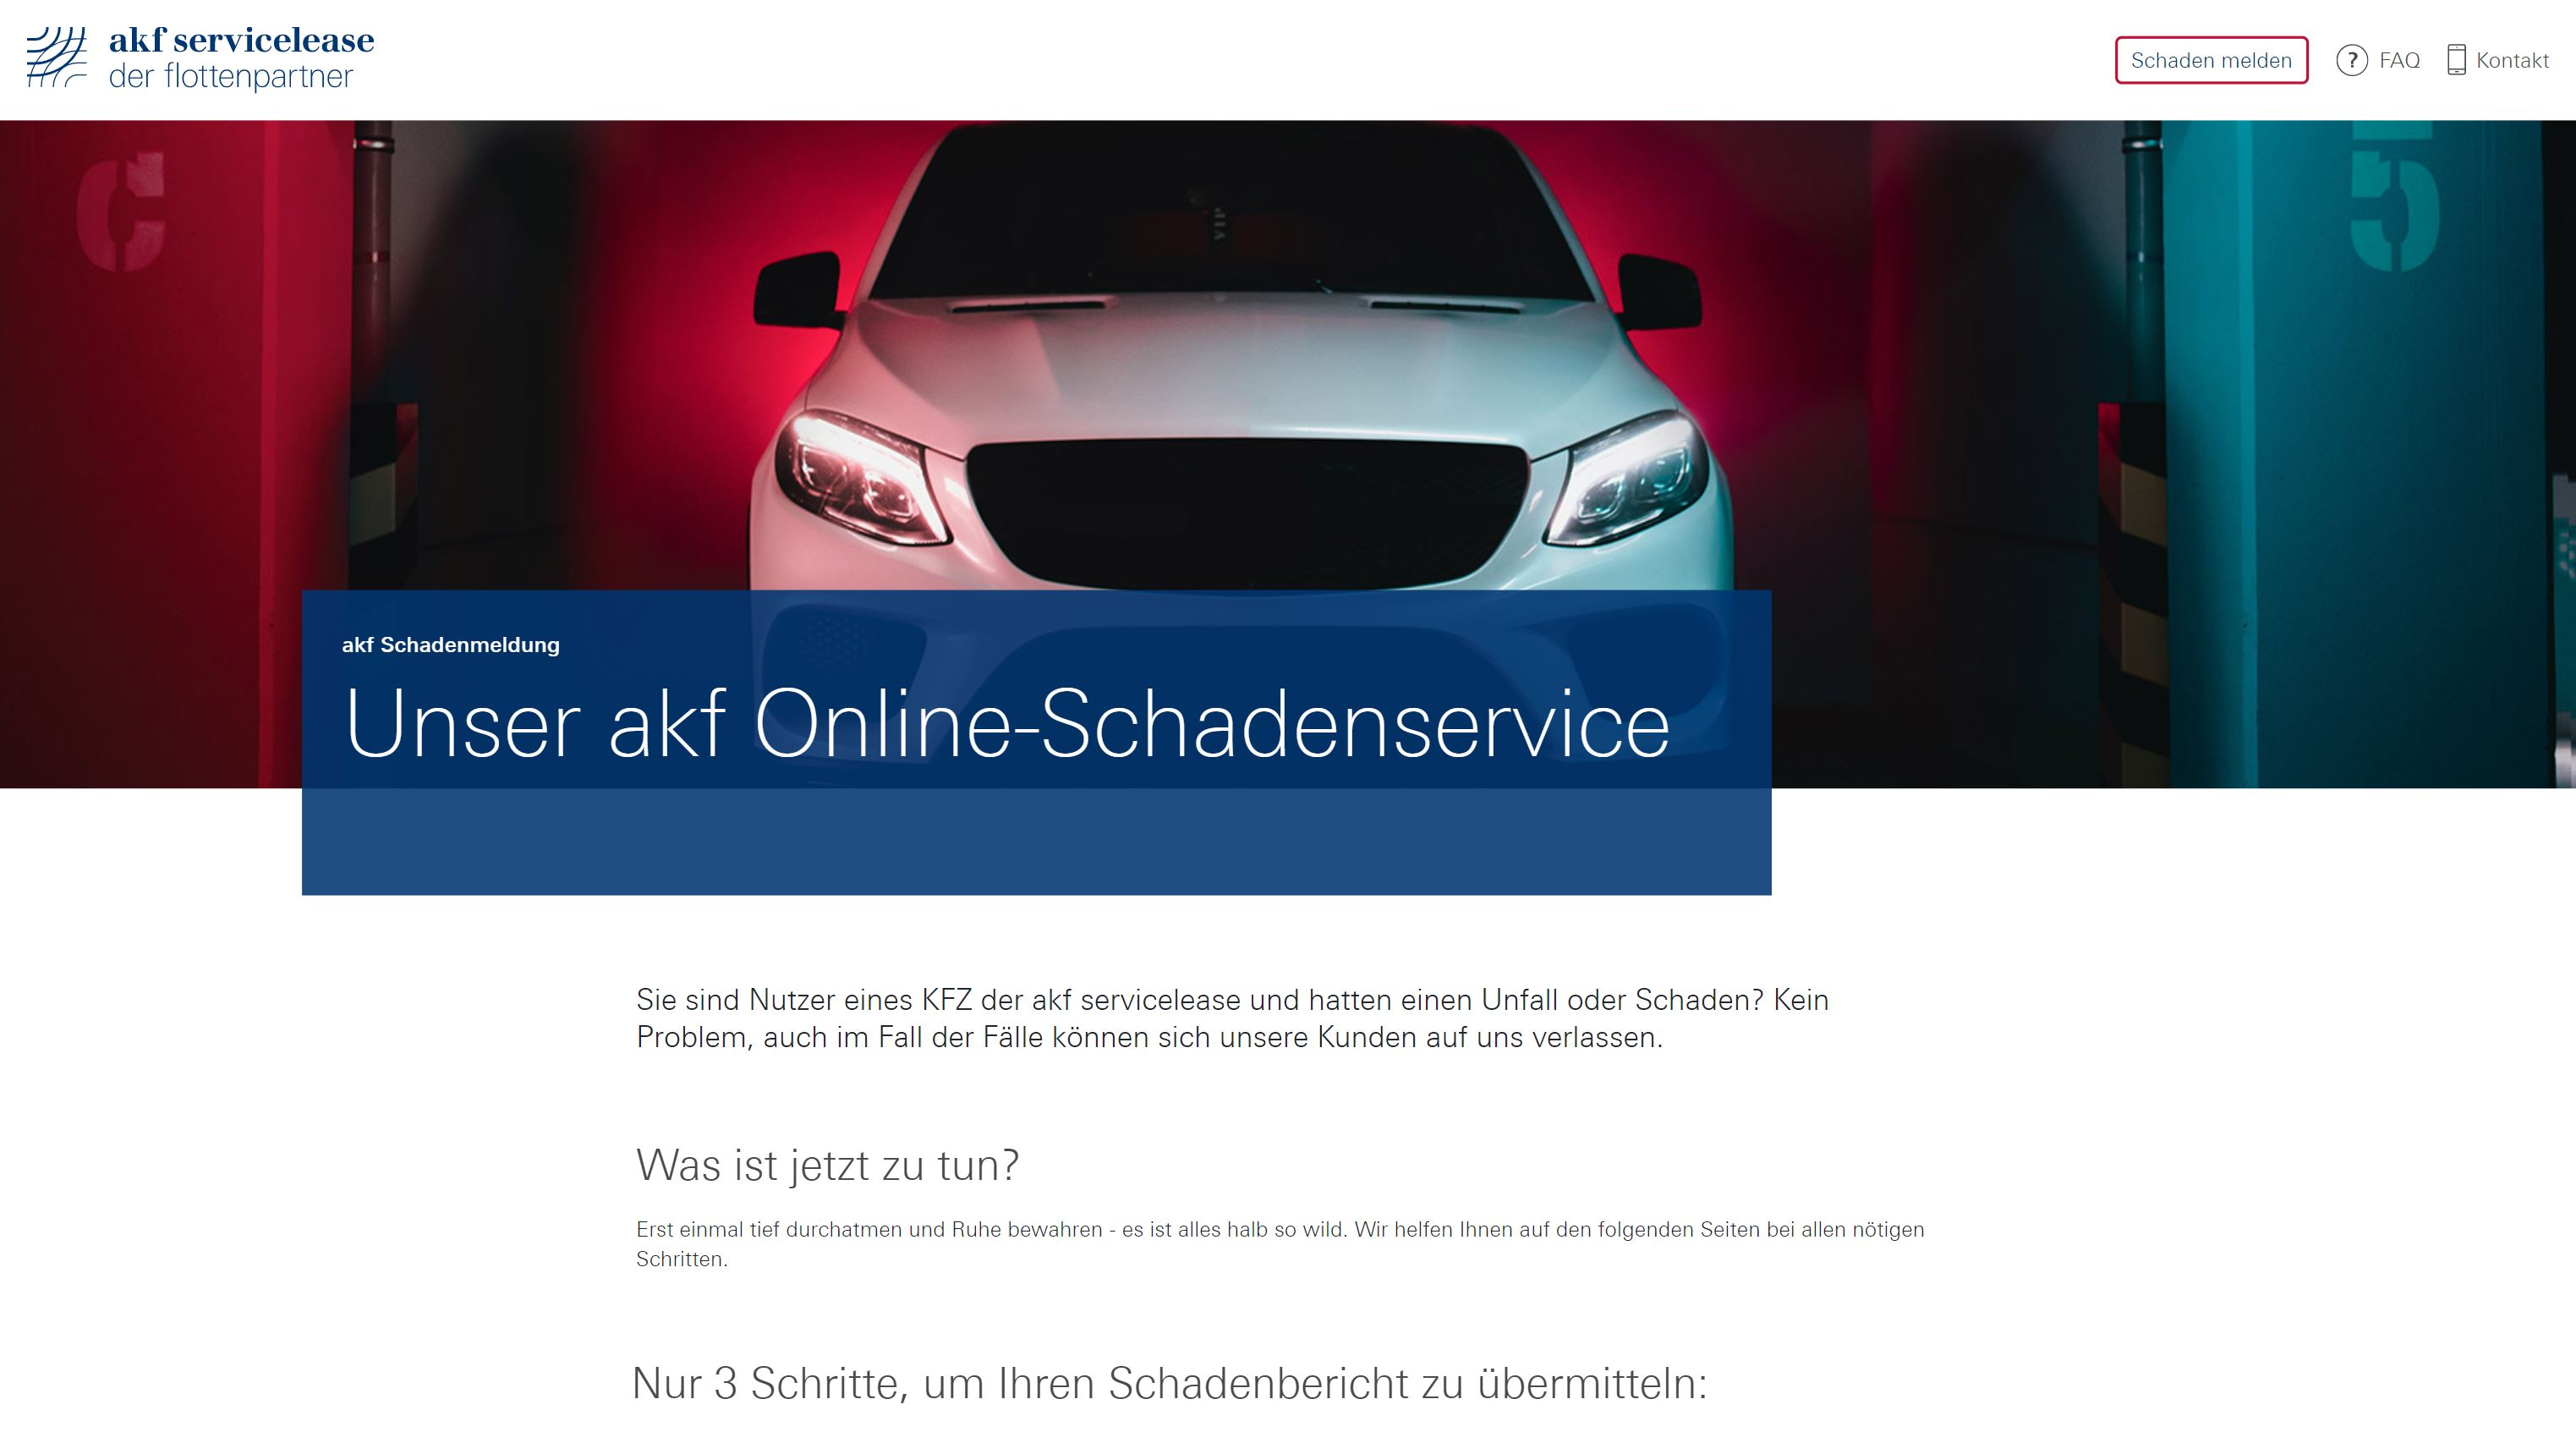 akf servicelease
der flottenpartner
Schaden melden
? FAQ
Kontakt
C
5
VIP
akf Schadenmeldung
Unser akf Online-Schadenservice
Sie sind Nutzer eines KFZ der akf servicelease und hatten einen Unfall oder Schaden? Kein
Problem, auch im Fall der Fälle können sich unsere Kunden auf uns verlassen.
Was ist jetzt zu tun?
Erst einmal tief durchatmen und Ruhe bewahren - es ist alles halb so wild. Wir helfen Ihnen auf den folgenden Seiten bei allen nötigen
Schritten.
Nur 3 Schritte, um Ihren Schadenbericht zu übermitteln: